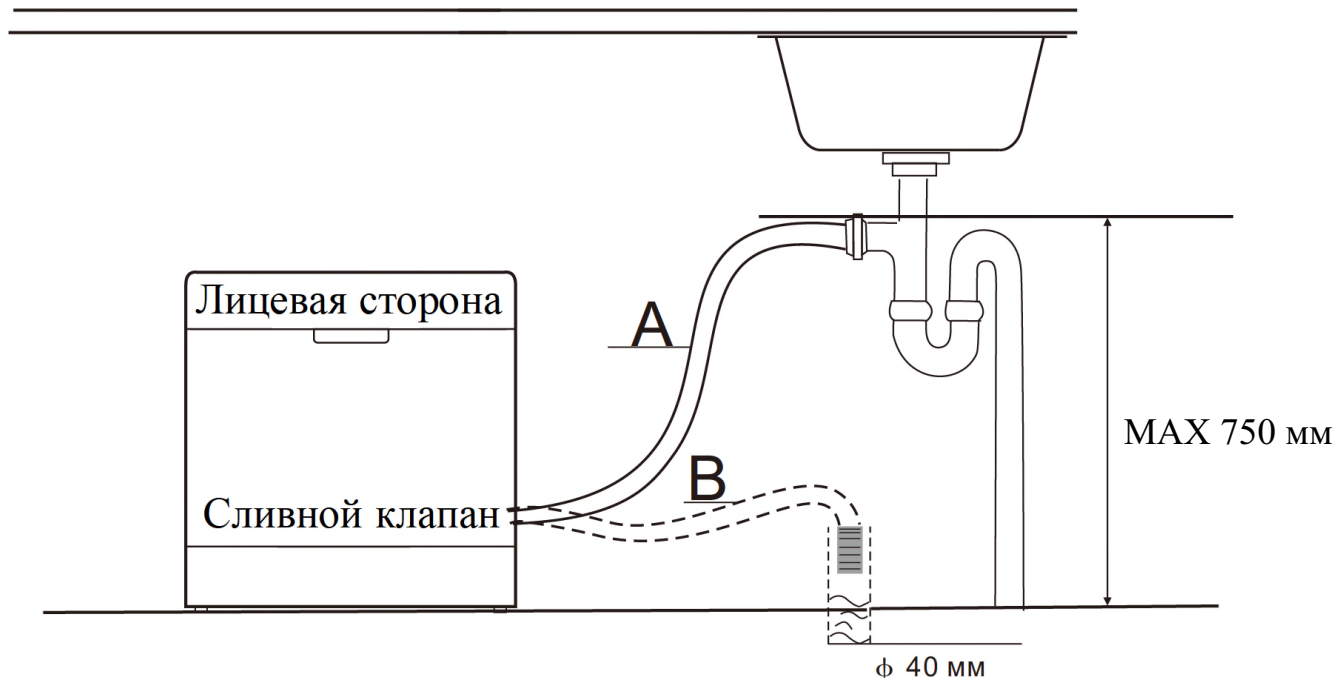 Лицевая сторона
A
MAX 750 мм
B
Сливной клапан
ф 40 мм